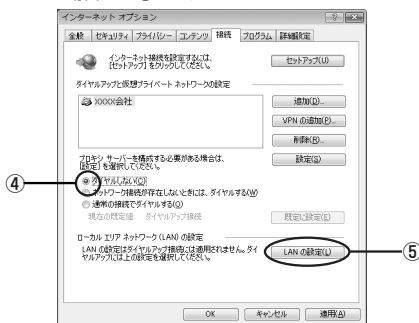 インターネット オプション
全般 セキュリティ プライバシー コンテンツ 接続 プログラム 詳細設定
インターネット接続を設定するには、
[セットアップ] をクリックしてください。
セットアップ(U)
ダイヤルアップと仮想プライベート ネットワークの設定
XXXXX会社
追加(D)...
VPN の追加(P)...
削除(R)...
プロキシ サーバーを構成する必要がある場合は、
[設定] を選択してください。
設定(S)
④
ダイヤルしない(C)
ネットワーク接続が存在しないときには、ダイヤルする(W)
通常の接続でダイヤルする(O)
現在の既定値 ダイヤルアップ接続
既定に設定(E)
ローカル エリア ネットワーク (LAN) の設定
LAN の設定はダイヤルアップ接続には適用されません。ダイ
ヤルアップには上の設定を選択してください。
LAN の設定(L)
⑤
OK キャンセル 適用(A)